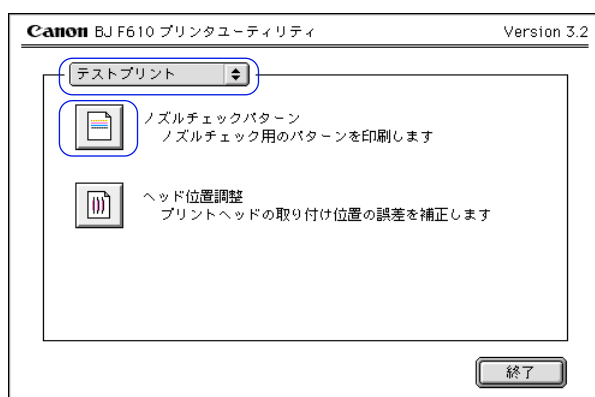 Canon BJ F610 プリンタユーティリティ Version 3.2
テストプリント
ノズルチェックパターン
ノズルチェック用のパターンを印刷します
ヘッド位置調整
プリントヘッドの取り付け位置の誤差を補正します
終了